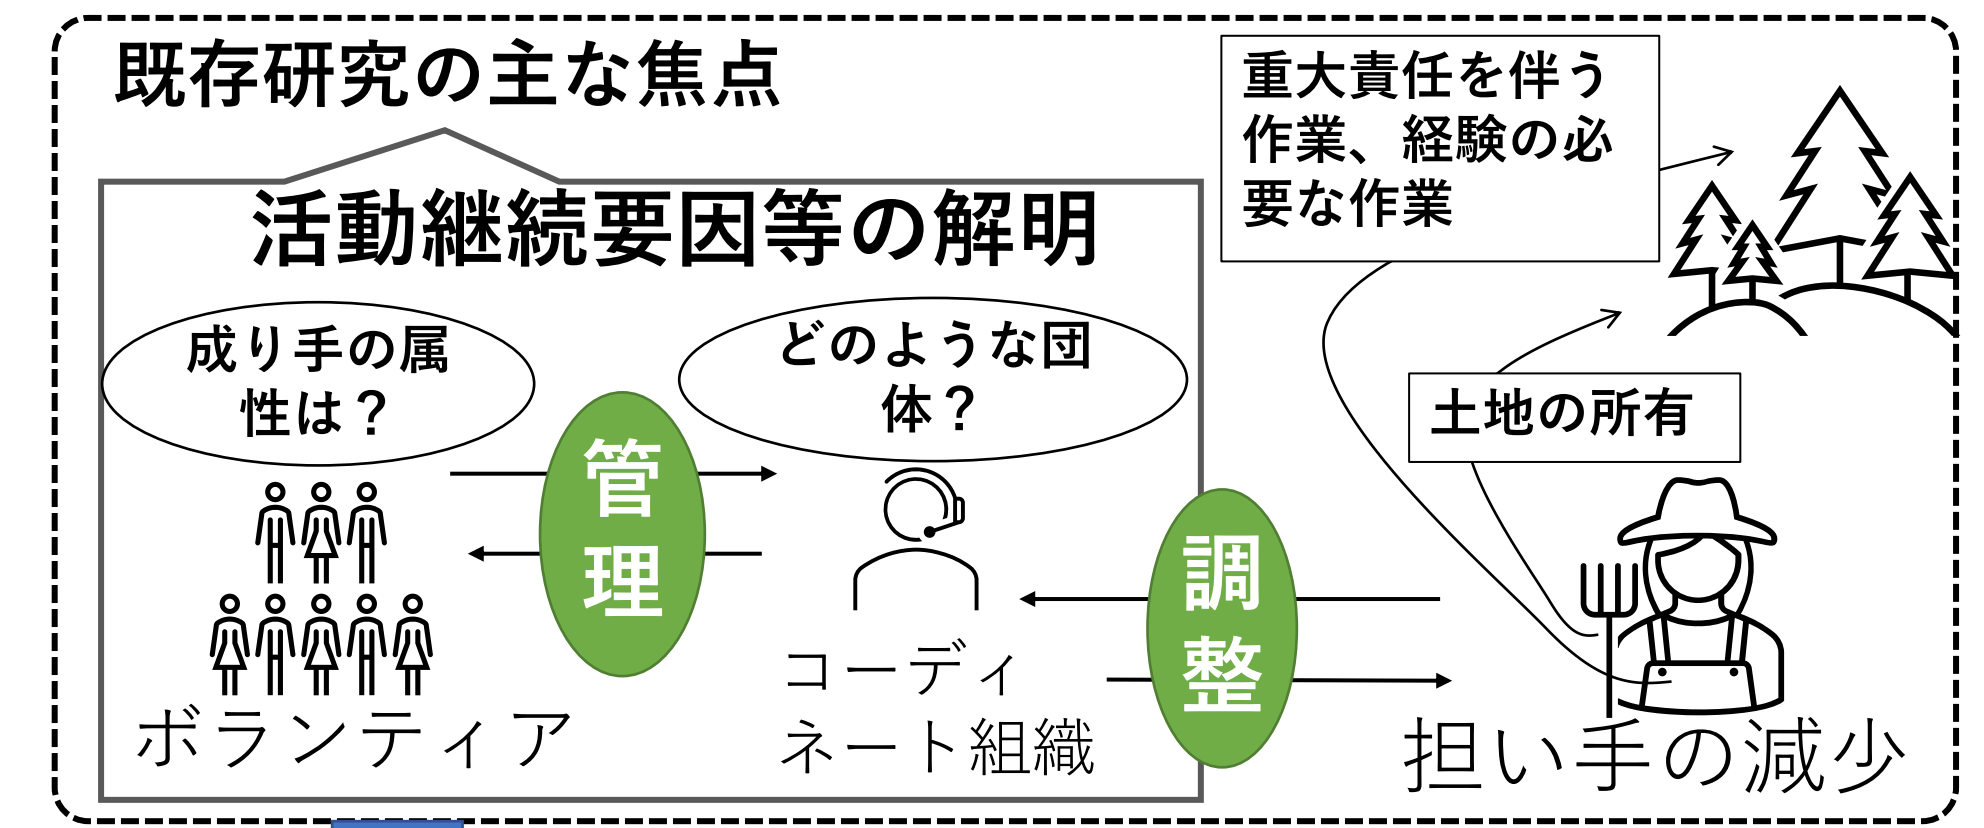 既存研究の主な焦点
活動継続要因等の解明
成り手の属
性は？
どのような団
体？
管
理
調
整
ボランティア
コーディ
ネート組織
重大責任を伴う
作業、経験の必
要な作業
土地の所有
担い手の減少